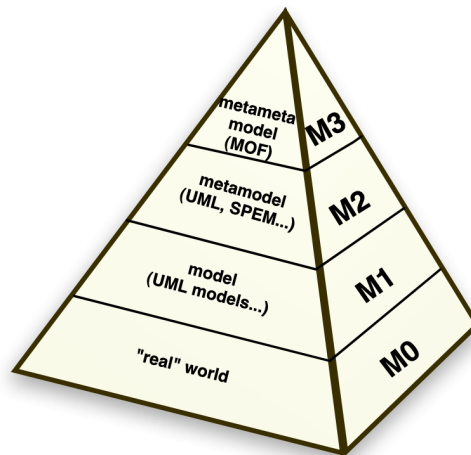 metameta
model
(MOF)
M3
metamodel
(UML, SPEM...)
M2
model
(UML models...)
M1
"real" world
M0